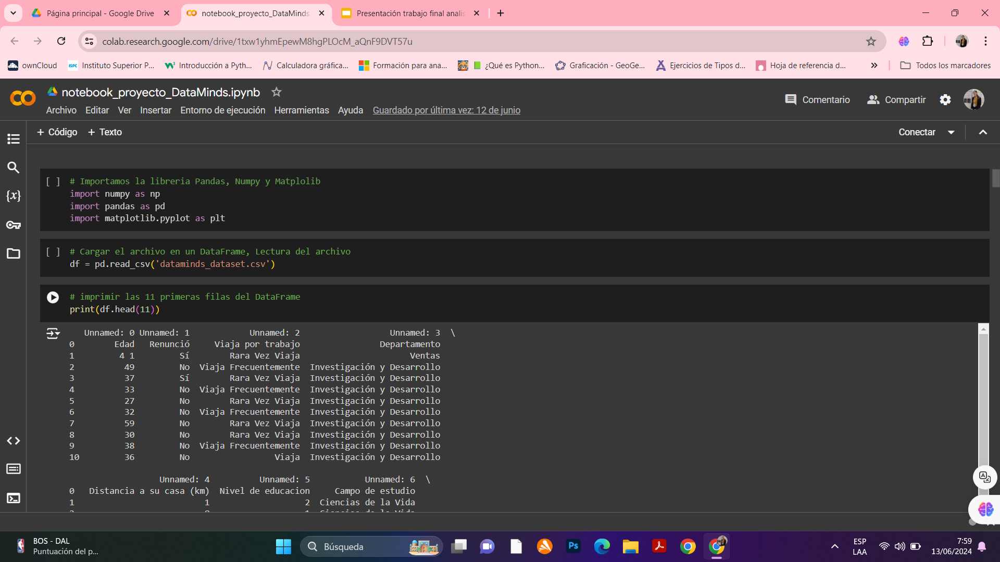 Página principal - Google Drive
notebook_proyecto_DataMinds.
Presentación trabajo final analis
colab.research.google.com/drive/1txw1yhmEpewM8hgPLOcM_aQnF9DVT57u
ownCloud
ISPC Instituto Superior P...
Introducción a Pyth...
Calculadora gráfica...
Formación para ana...
¿Qué es Python...
Graficación - GeoGe...
Ejercicios de Tipos d...
Hoja de referencia d...
Todos los marcadores
notebook_proyecto_DataMinds.ipynb
Comentario
Compartir
Archivo Editar Ver Insertar Entorno de ejecución Herramientas Ayuda Guardado por última vez: 12 de junio
+ Código + Texto
Conectar
[ ] # Importamos la libreria Pandas, Numpy y Matplolib
import numpy as np
import pandas as pd
import matplotlib.pyplot as plt
[ ] # Cargar el archivo en un DataFrame, Lectura del archivo
df = pd.read_csv('dataminds_dataset.csv')
# imprimir las 11 primeras filas del DataFrame
print(df.head(11))
Unnamed: 0 Unnamed: 1 Unnamed: 2 Unnamed: 3 \
0 Edad Renunció Viaja por trabajo Departamento
1 4 1 Sí Rara Vez Viaja Ventas
2 49 No Viaja Frecuentemente Investigación y Desarrollo
3 37 Sí Rara Vez Viaja Investigación y Desarrollo
4 33 No Viaja Frecuentemente Investigación y Desarrollo
5 27 No Rara Vez Viaja Investigación y Desarrollo
6 32 No Viaja Frecuentemente Investigación y Desarrollo
7 59 No Rara Vez Viaja Investigación y Desarrollo
8 30 No Rara Vez Viaja Investigación y Desarrollo
9 38 No Viaja Frecuentemente Investigación y Desarrollo
10 36 No Viaja Investigación y Desarrollo
Unnamed: 4 Unnamed: 5 Unnamed: 6 \
0 Distancia a su casa (km) Nivel de educacion Campo de estudio
1 1 2 Ciencias de la Vida
BOS - DAL
Puntuación del p...
Búsqueda
Ps
ESP
LAA
7:59
13/06/2024